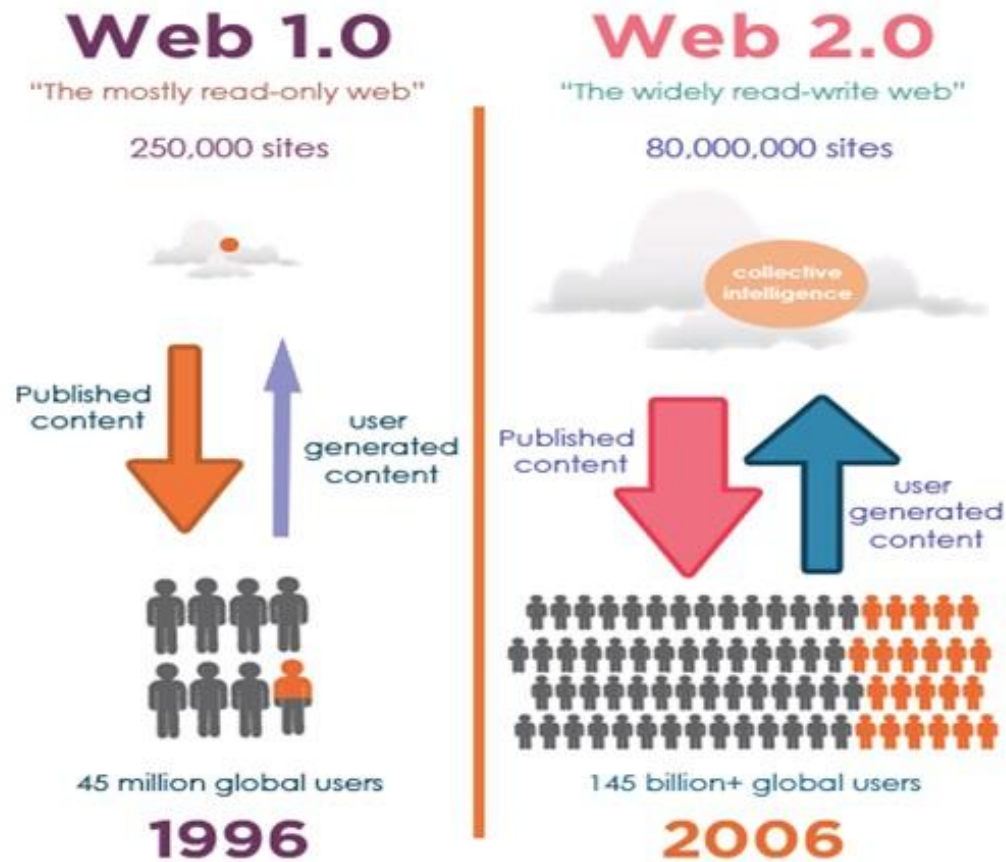 Web 1.0
“The mostly read-only web”
250,000 sites
Published
content
user
generated
content
45 million global users
1996
Web 2.0
“The widely read-write web”
80,000,000 sites
collective
intelligence
Published
content
user
generated
content
145 billion+ global users
2006